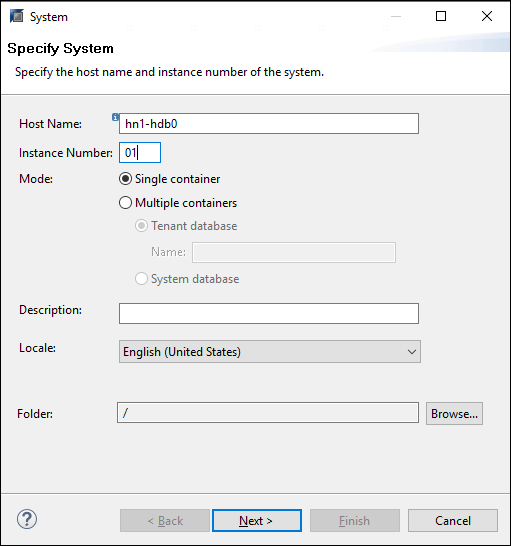 System
Specify System
Specify the host name and instance number of the system.
Host Name: hn1-hdb0
Instance Number: 01
Mode: Single container
Multiple containers
Tenant database
Name:
System database
Description:
Locale: English (United States)
Folder: / Browse...
? < Back Next > Finish Cancel